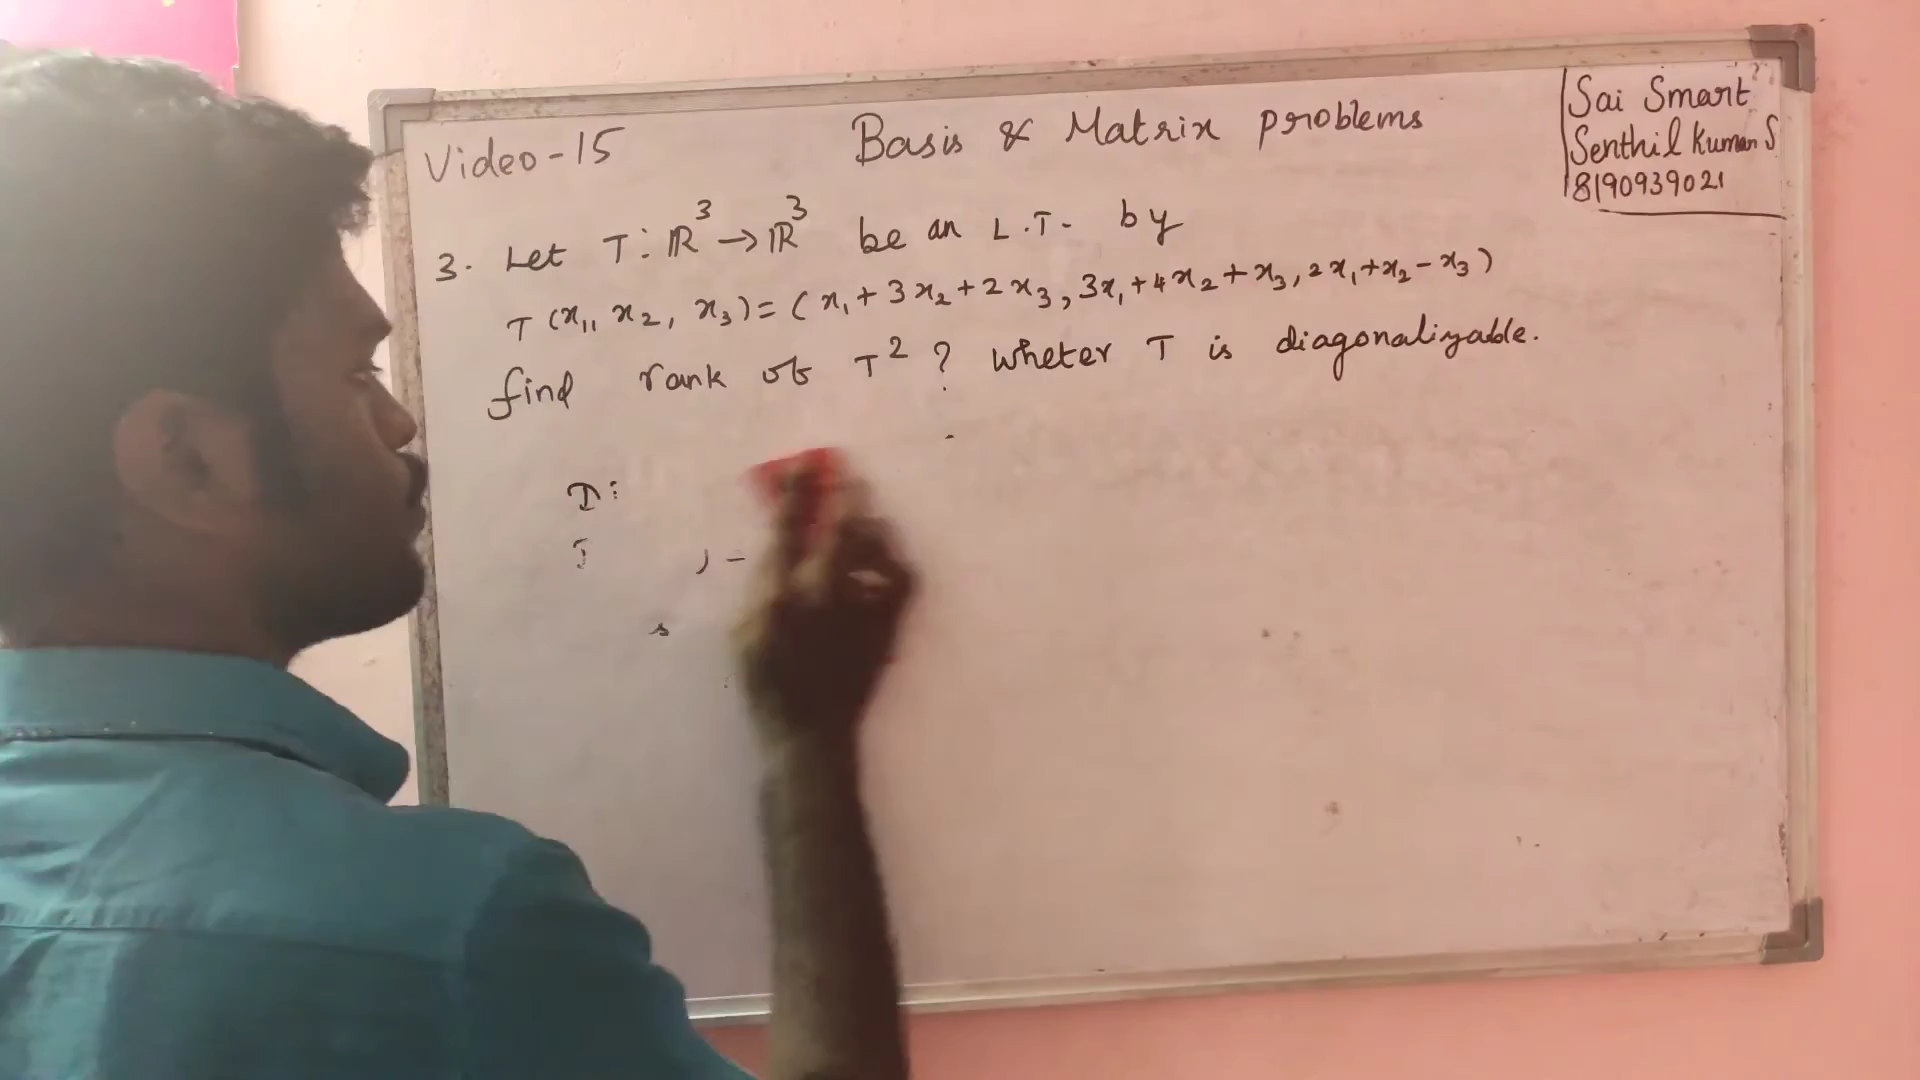 Video-15
Basis & Matrix problems
Sai Smart
Senthil Kumar S
8190939021
3. Let T: ℝ³ → ℝ³ be an L.T. by
T(x₁, x₂, x₃) = (x₁ + 3x₂ + 2x₃, 3x₁ + 4x₂ + x₃, 2x₁ + x₂ - x₃)
find rank of T² ? wheter T is diagonalizable.